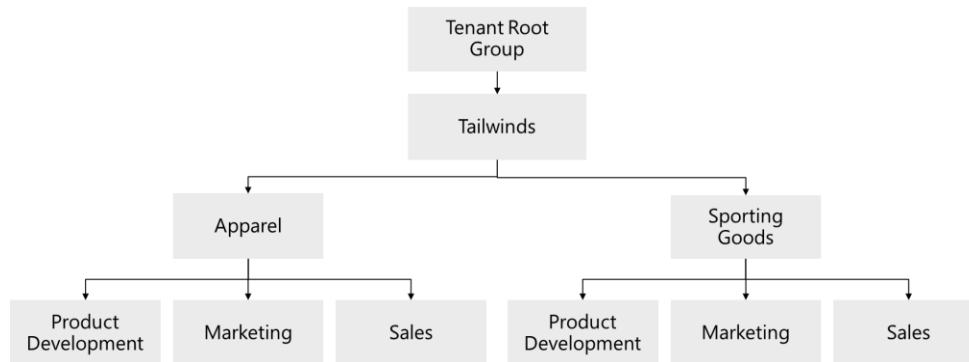 Tenant Root
Group
Tailwinds
Apparel
Sporting
Goods
Product
Development
Marketing
Sales
Product
Development
Marketing
Sales